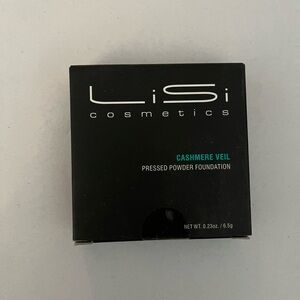 LiSi
cosmetics
CASHMERE VEIL
PRESSED POWDER FOUNDATION
NET WT. 0.23oz. / 6.5g